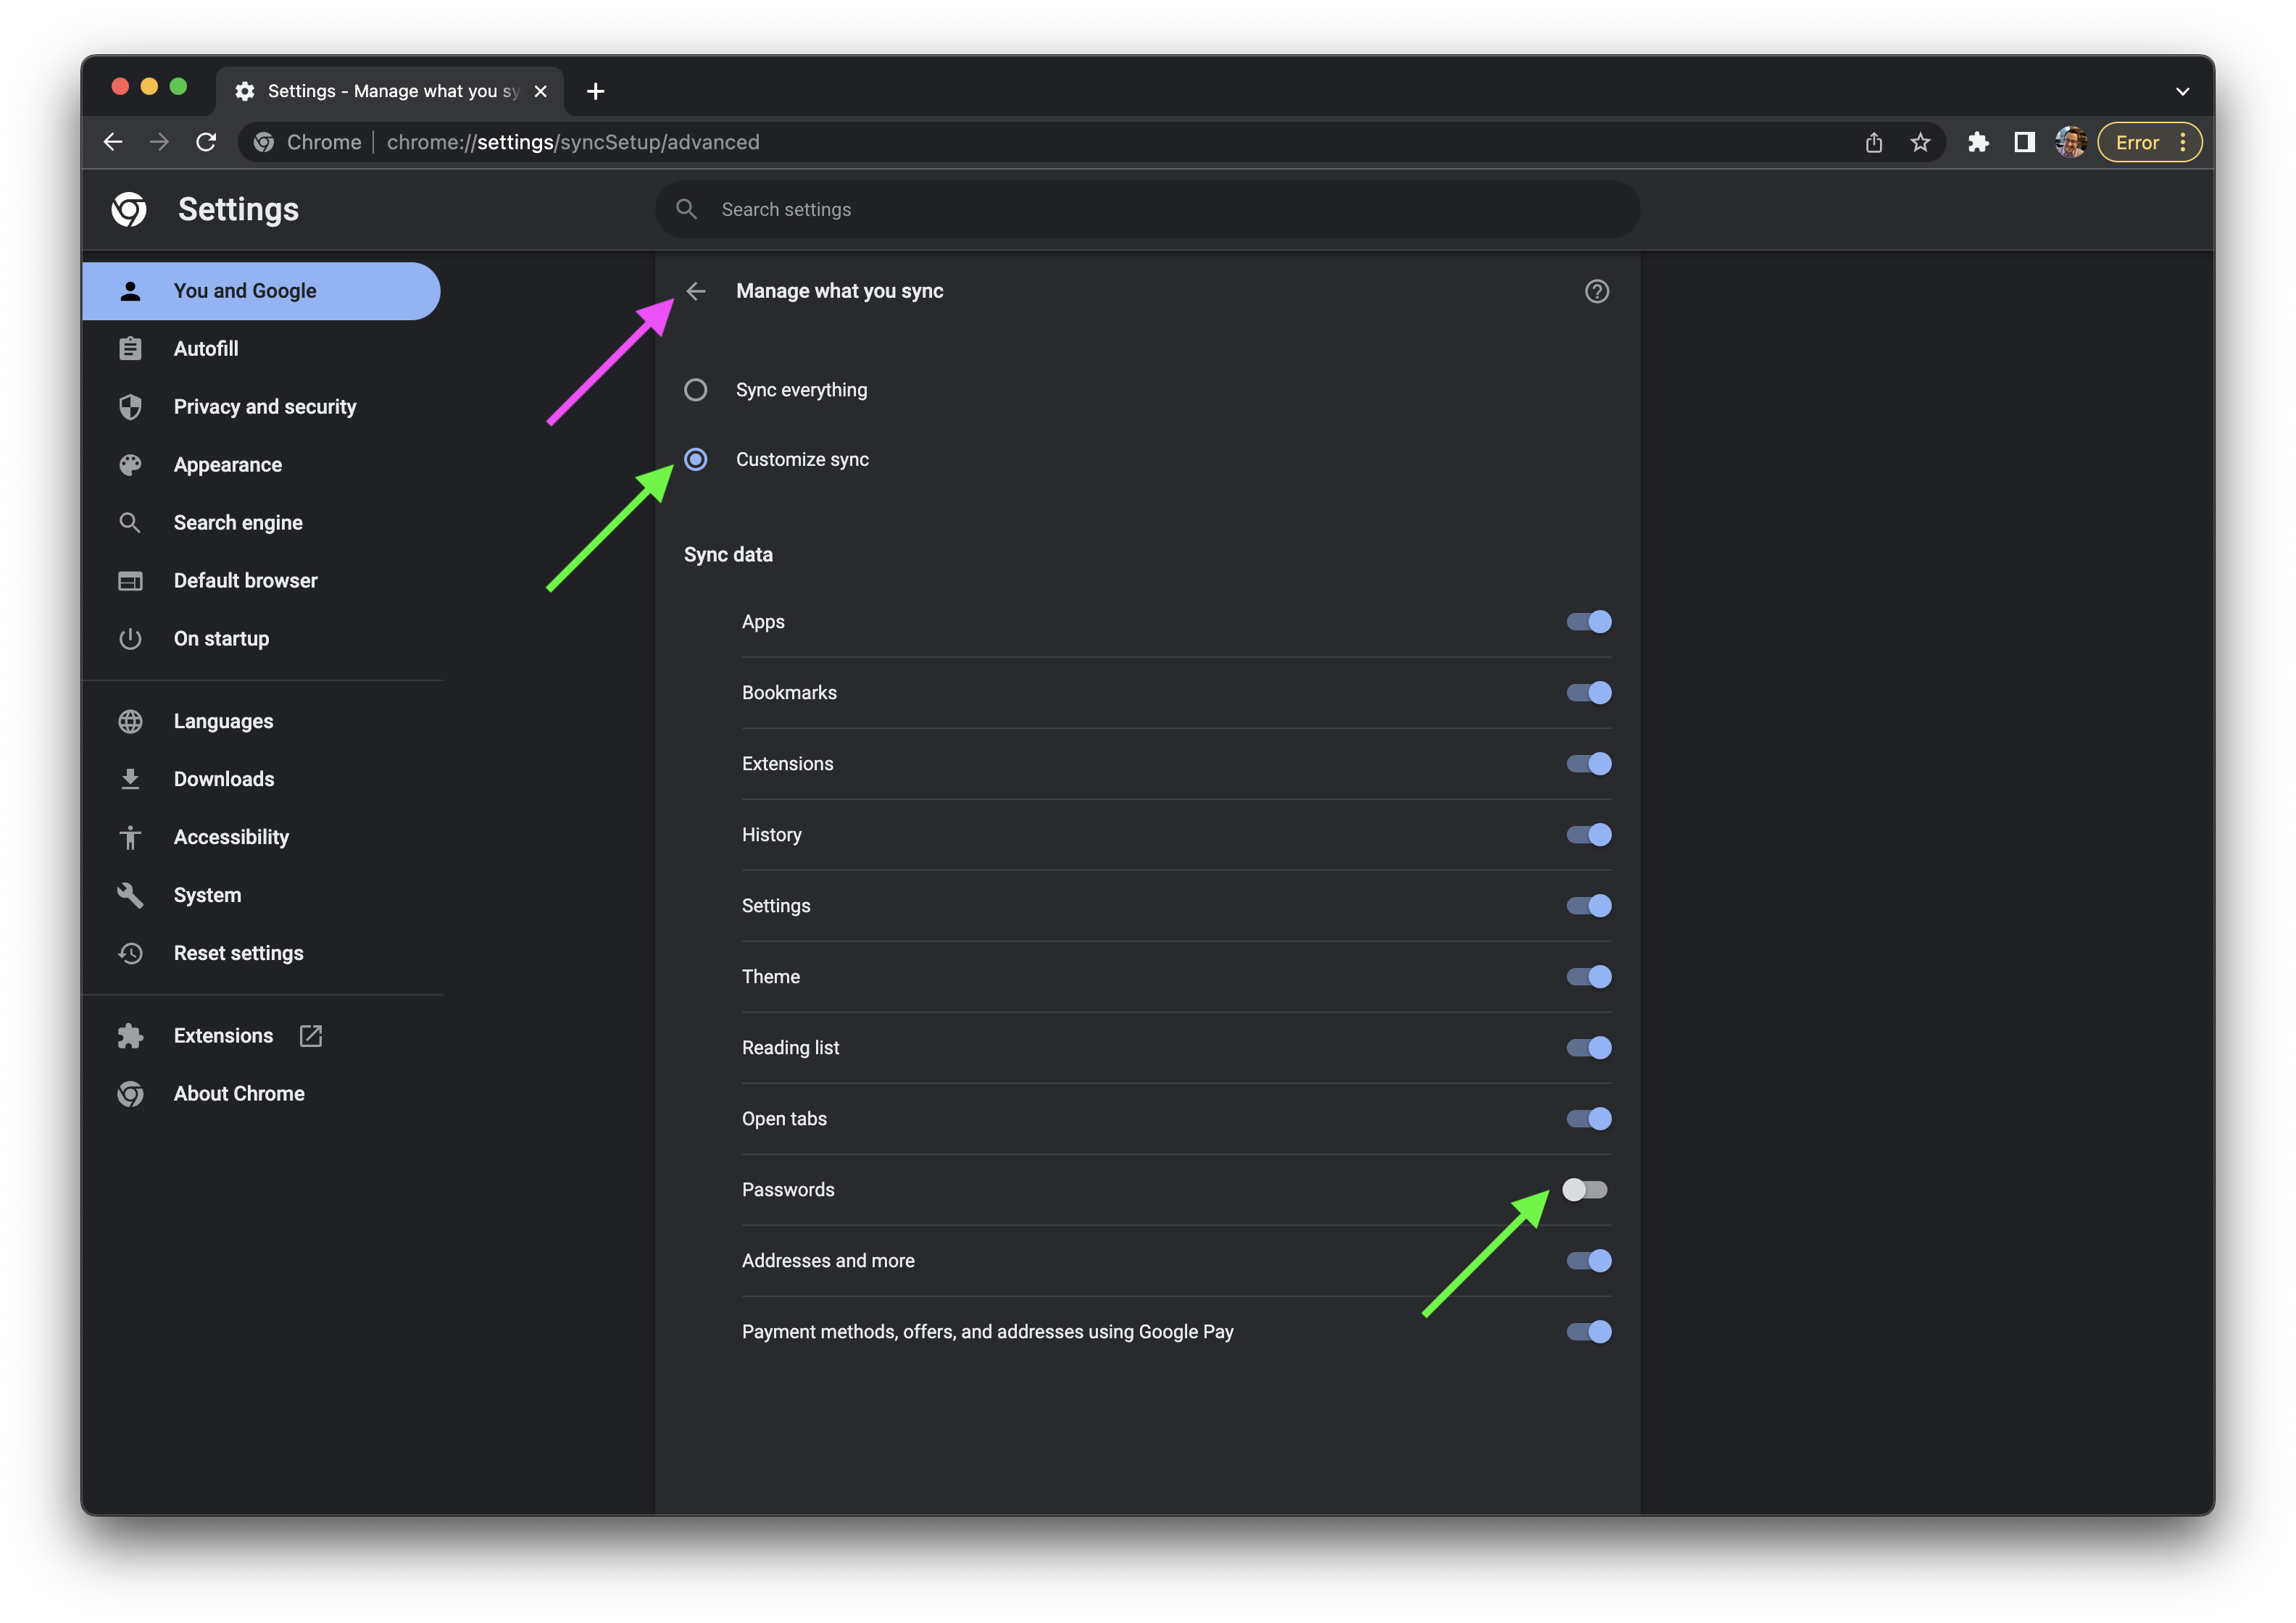 Settings - Manage what you sy
Chrome
chrome://settings/syncSetup/advanced
Error
Settings
Search settings
You and Google
Autofill
Privacy and security
Appearance
Search engine
Default browser
On startup
Languages
Downloads
Accessibility
System
Reset settings
Extensions
About Chrome
Manage what you sync
Sync everything
Customize sync
Sync data
Apps
Bookmarks
Extensions
History
Settings
Theme
Reading list
Open tabs
Passwords
Addresses and more
Payment methods, offers, and addresses using Google Pay